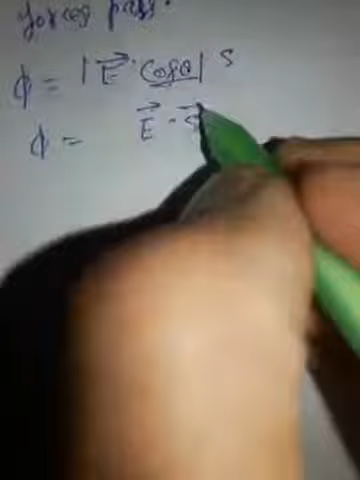 forces pass.
ϕ = |E⃗ · cosθ| S
ϕ = E⃗ · S⃗